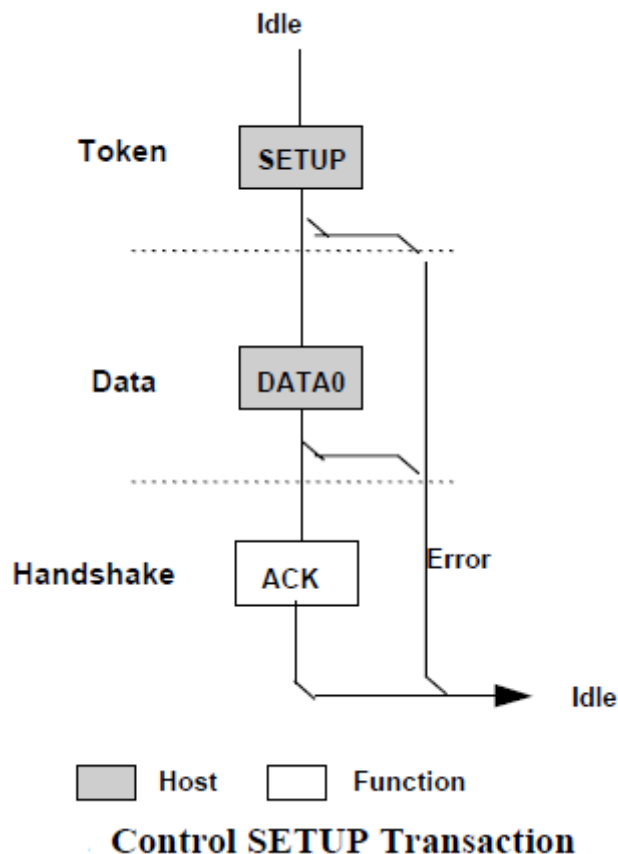 Idle
Token
SETUP
Data
DATA0
Handshake
ACK
Error
Idle
Host
Function
Control SETUP Transaction